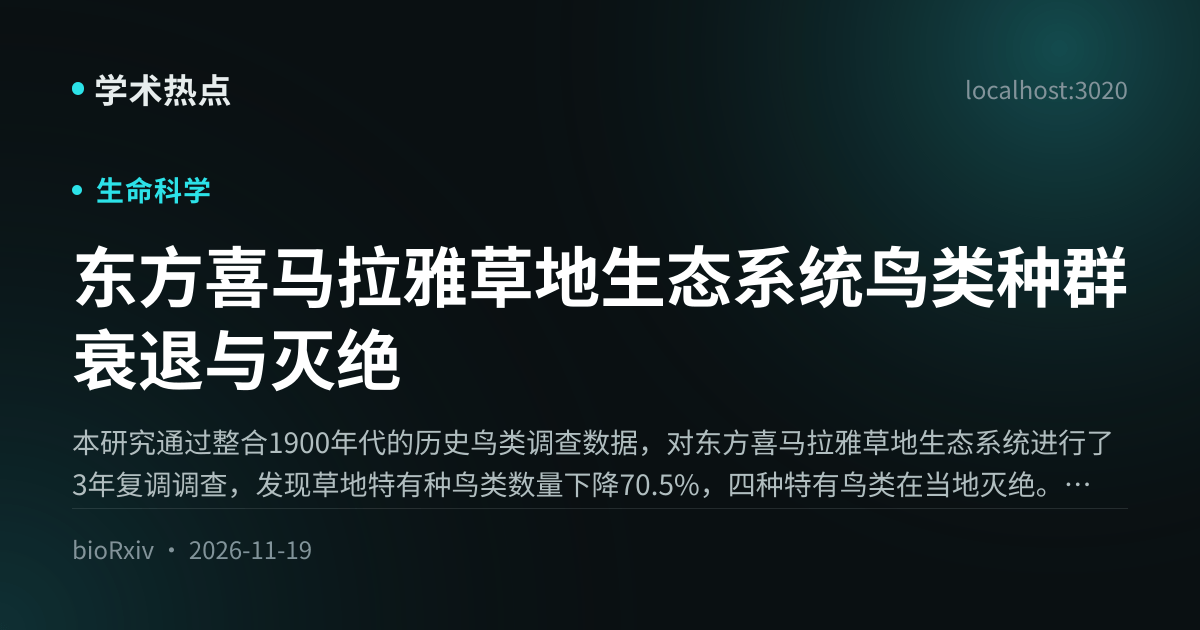 学术热点
localhost:3020
生命科学
东方喜马拉雅草地生态系统鸟类种群
衰退与灭绝
本研究通过整合1900年代的历史鸟类调查数据，对东方喜马拉雅草地生态系统进行了
3年复调调查，发现草地特有种鸟类数量下降70.5%，四种特有鸟类在当地灭绝。…
bioRxiv • 2026-11-19